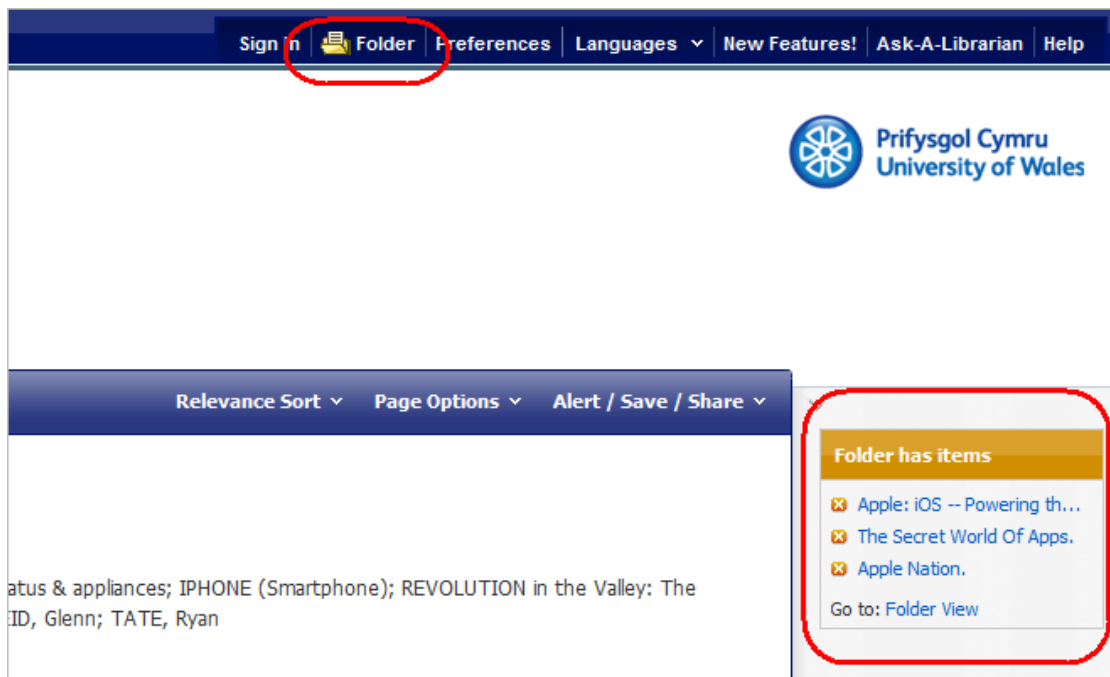 Sign In Folder Preferences Languages New Features! Ask-A-Librarian Help
Prifysgol Cymru
University of Wales
Relevance Sort Page Options Alert / Save / Share
Folder has items
Apple: iOS -- Powering th...
The Secret World Of Apps.
Apple Nation.
Go to: Folder View
atus & appliances; IPHONE (Smartphone); REVOLUTION in the Valley: The
EID, Glenn; TATE, Ryan